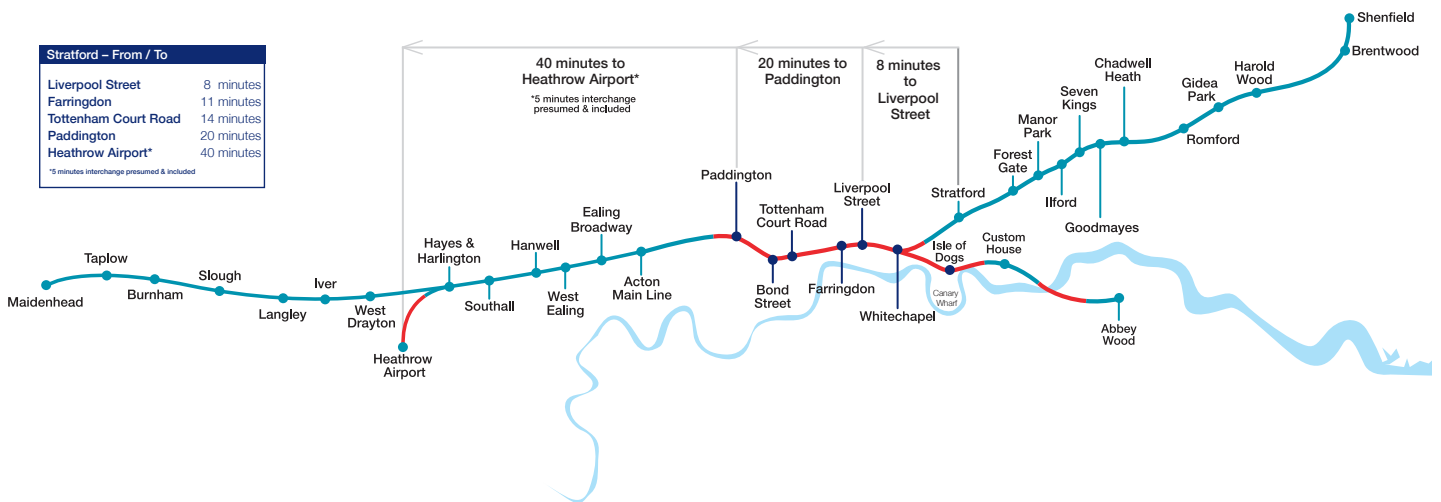 Stratford – From / To
Liverpool Street 8 minutes
Farringdon 11 minutes
Tottenham Court Road 14 minutes
Paddington 20 minutes
Heathrow Airport* 40 minutes
*5 minutes interchange presumed & included
40 minutes to
Heathrow Airport*
*5 minutes interchange
presumed & included
20 minutes to
Paddington
8 minutes
to
Liverpool
Street
Maidenhead
Taplow
Burnham
Slough
Langley
Iver
West
Drayton
Heathrow
Airport
Hayes &
Harlington
Southall
Hanwell
West
Ealing
Ealing
Broadway
Acton
Main Line
Paddington
Bond
Street
Tottenham
Court Road
Farringdon
Liverpool
Street
Whitechapel
Stratford
Forest
Gate
Manor
Park
Ilford
Seven
Kings
Goodmayes
Chadwell
Heath
Romford
Gidea
Park
Harold
Wood
Brentwood
Shenfield
Isle of
Dogs
Canary
Wharf
Custom
House
Abbey
Wood